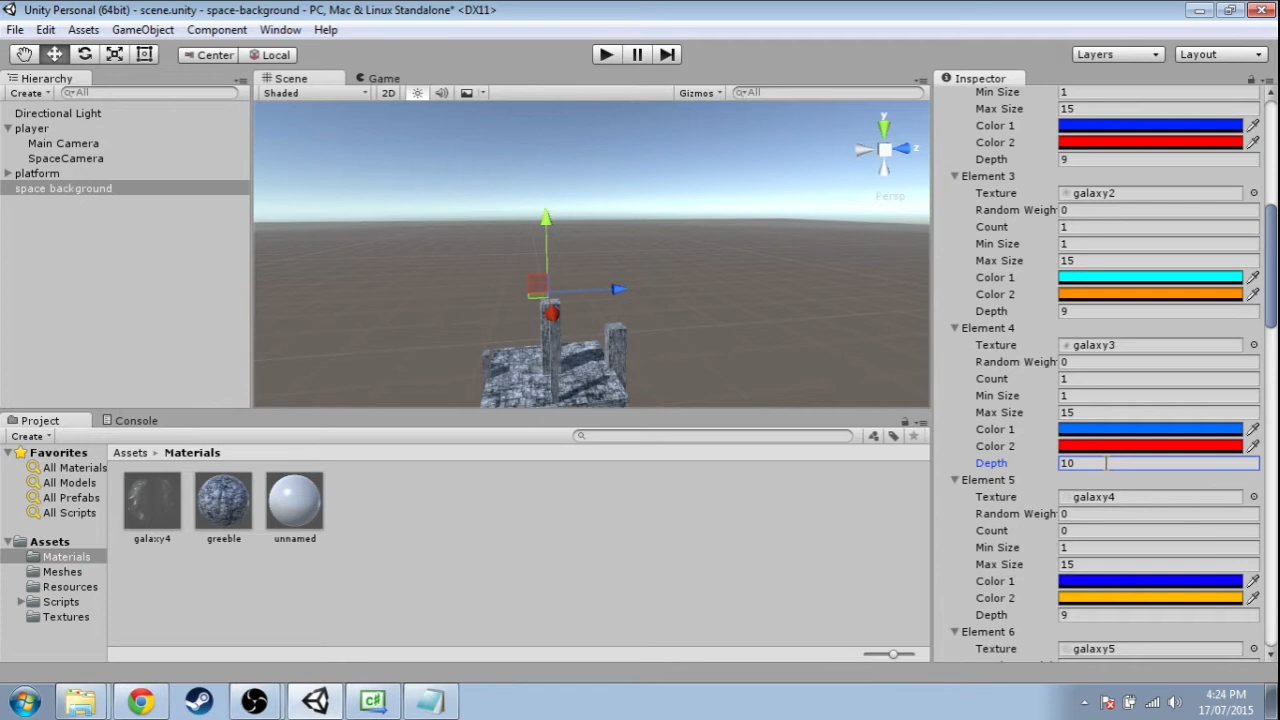 Unity Personal (64bit) - scene.unity - space-background - PC, Mac & Linux Standalone* <DX11>
File Edit Assets GameObject Component Window Help
Center Local Layers Layout
Hierarchy
Create All
Directional Light
player
Main Camera
SpaceCamera
platform
space background
Scene Game
Shaded 2D Gizmos All
y
z
Persp
Inspector
Min Size 1
Max Size 15
Color 1
Color 2
Depth 9
Element 3
Texture galaxy2
Random Weigh 0
Count 1
Min Size 1
Max Size 15
Color 1
Color 2
Depth 9
Element 4
Texture galaxy3
Random Weigh 0
Count 1
Min Size 1
Max Size 15
Color 1
Color 2
Depth 10
Element 5
Texture galaxy4
Random Weigh 0
Count 0
Min Size 1
Max Size 15
Color 1
Color 2
Depth 9
Element 6
Texture galaxy5
Project Console
Create
Favorites
All Materials
All Models
All Prefabs
All Scripts
Assets
Materials
Meshes
Resources
Scripts
Textures
Assets Materials
galaxy4 greeble unnamed
C#
4:24 PM
17/07/2015